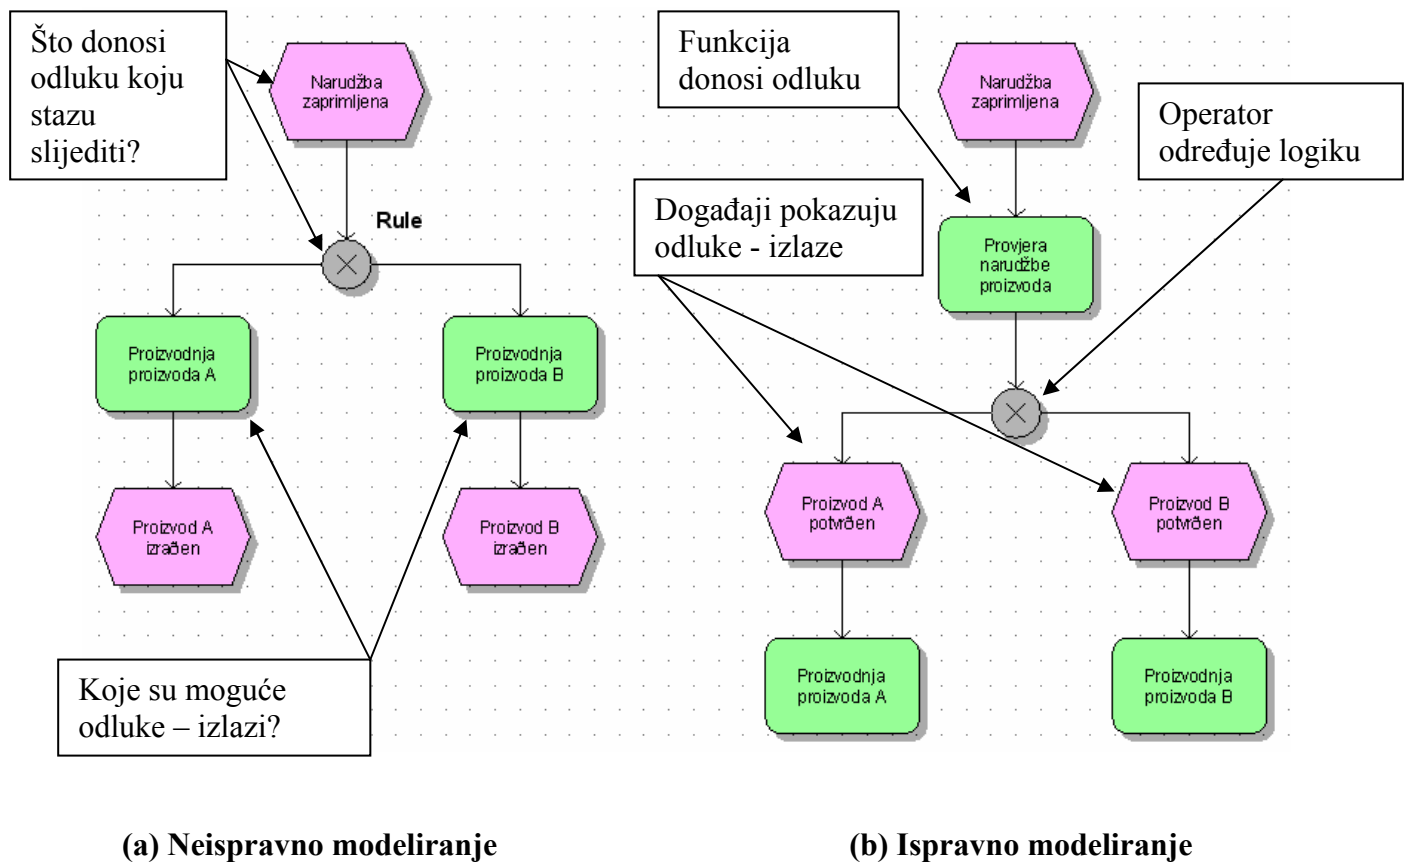 Što donosi
odluku koju
stazu
slijediti?
Narudžba
zaprimljena
Rule
Proizvodnja
proizvoda A
Proizvodnja
proizvoda B
Proizvod A
izrađen
Proizvod B
izrađen
Koje su moguće
odluke – izlazi?
(a) Neispravno modeliranje
Funkcija
donosi odluku
Narudžba
zaprimljena
Operator
određuje logiku
Događaji pokazuju
odluke - izlaze
Provjera
narudžbe
proizvoda
Proizvod A
potvrđen
Proizvod B
potvrđen
Proizvodnja
proizvoda A
Proizvodnja
proizvoda B
(b) Ispravno modeliranje